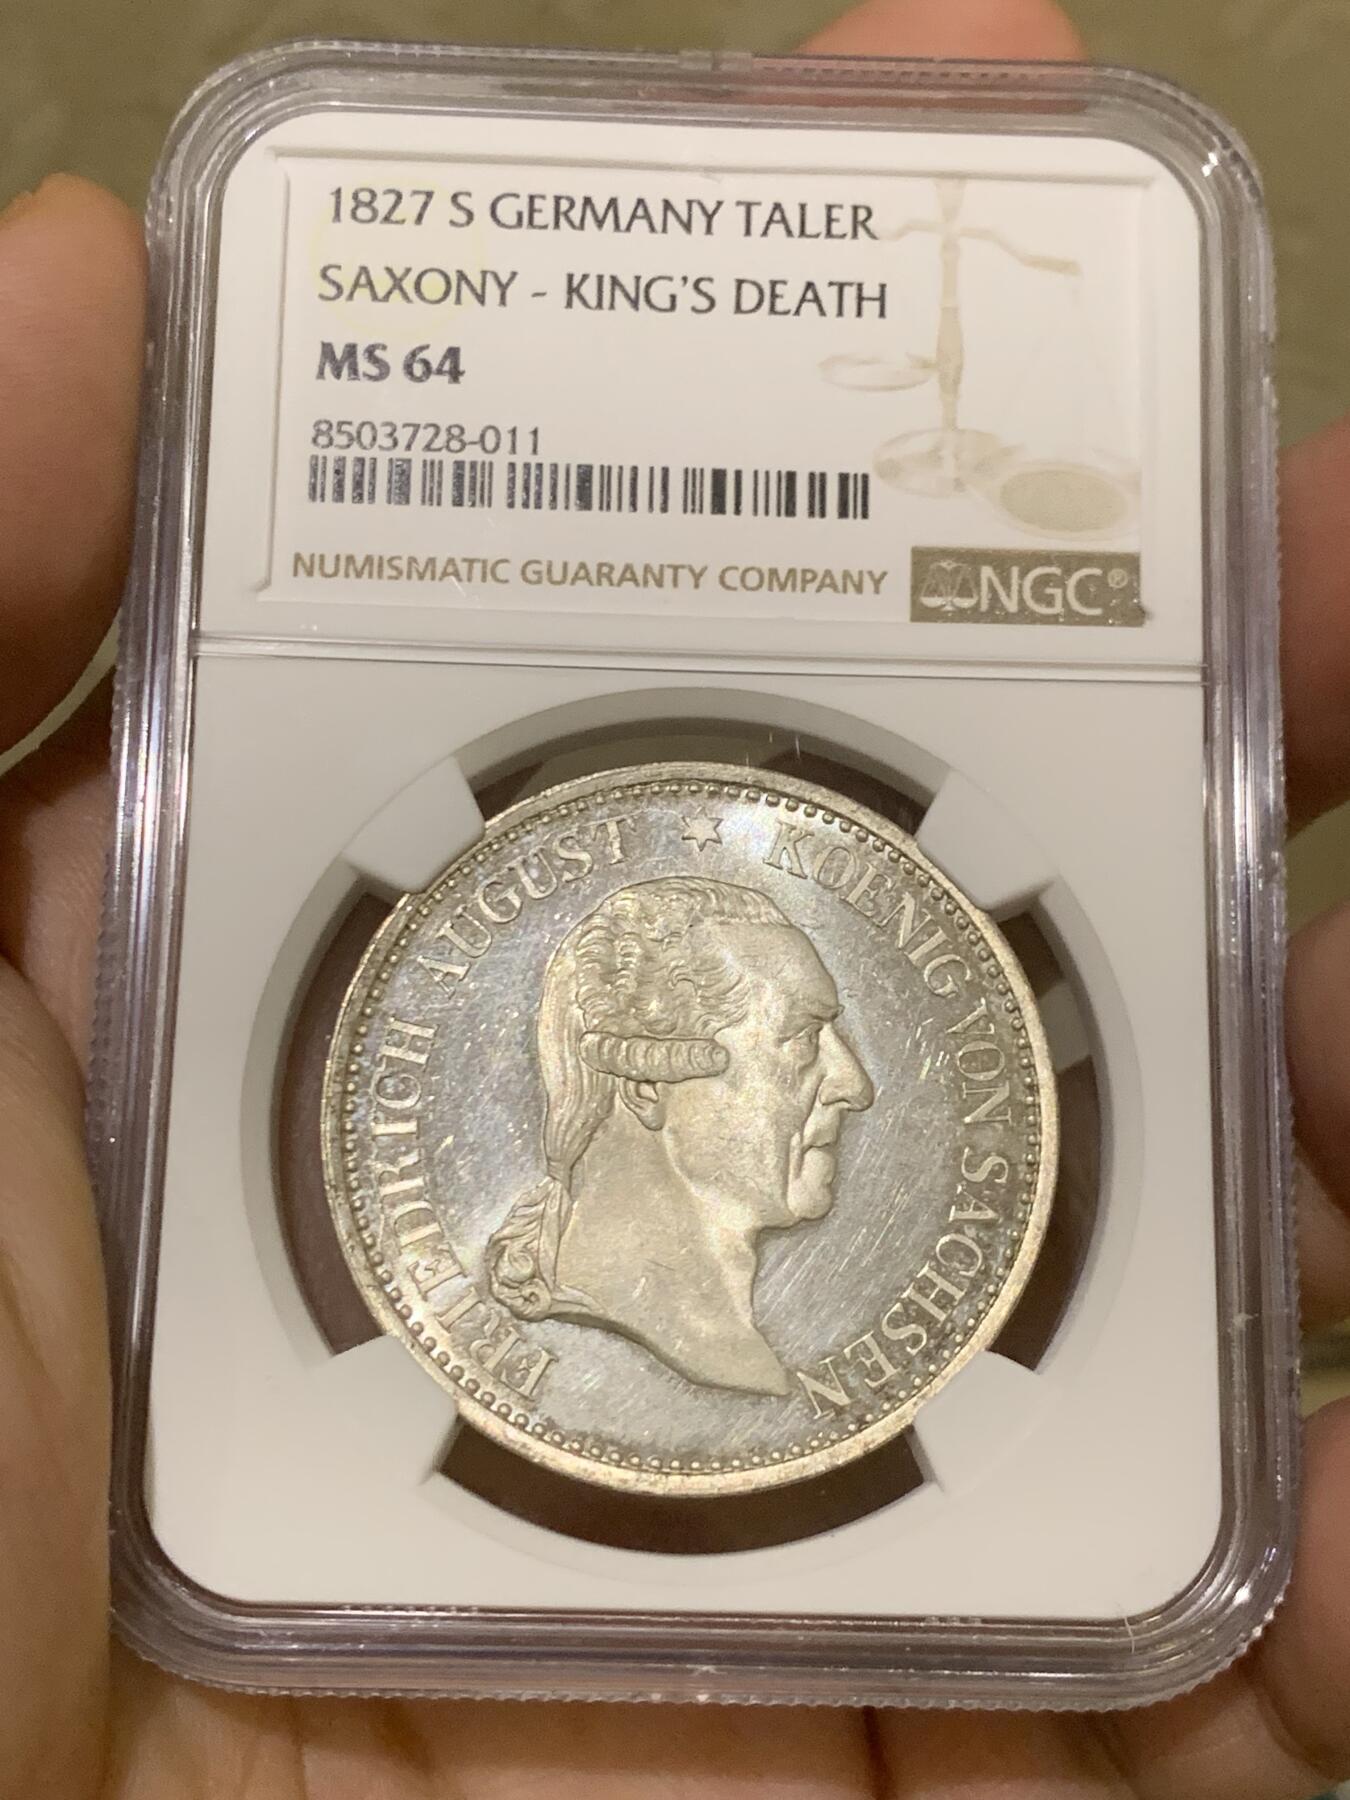 1827 S GERMANY TALER
SAXONY - KING'S DEATH
MS 64
8503728-011
NUMISMATIC GUARANTY COMPANY
NGC®
FRIEDRICH AUGUST ✶ KOENIG VON SACHSEN